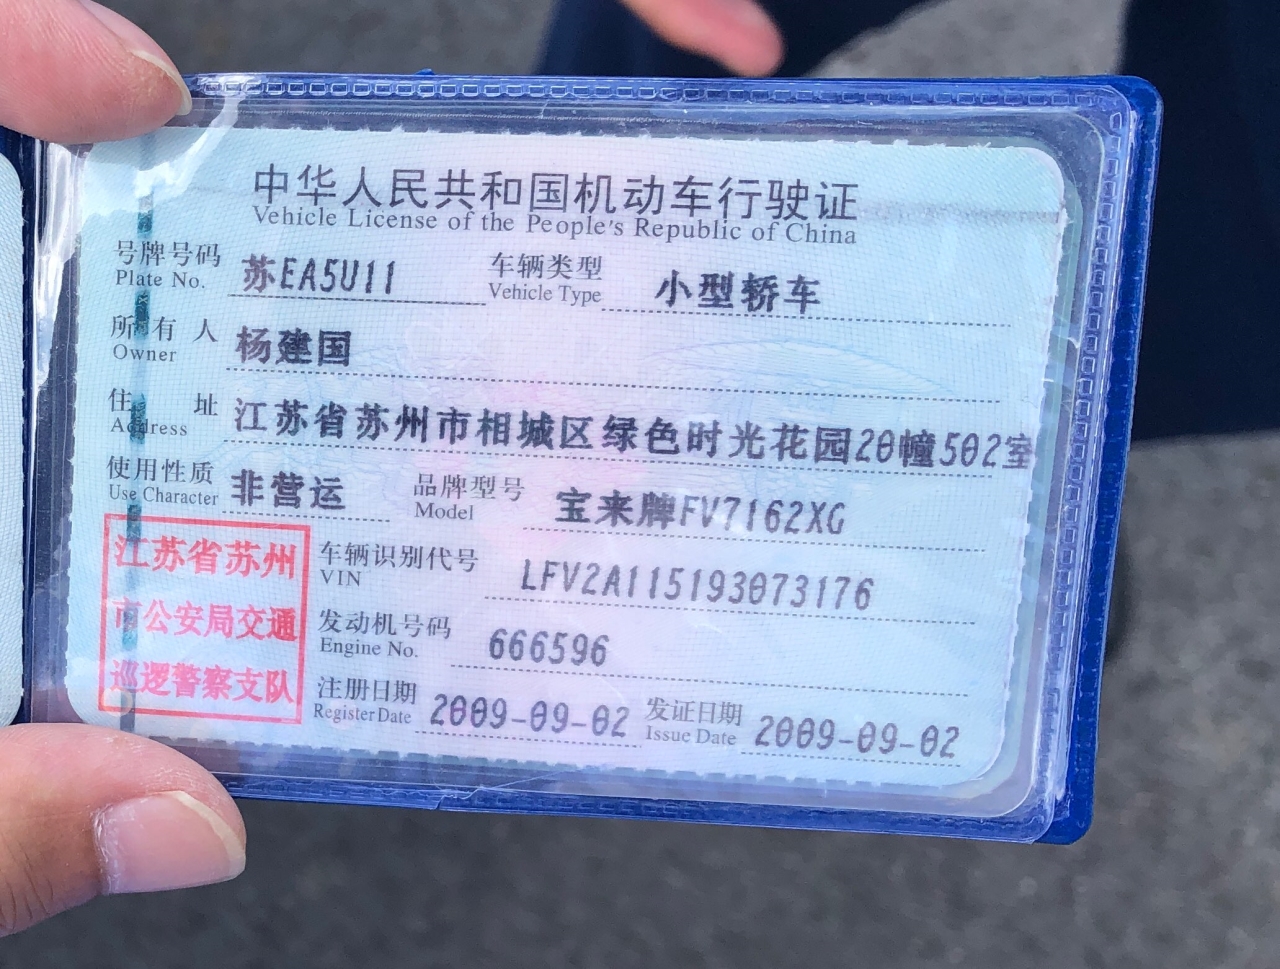 中华人民共和国机动车行驶证
Vehicle License of the People's Republic of China
号牌号码 苏EA5U11 车辆类型 小型轿车
Plate No. Vehicle Type
所有人 杨建国
Owner
住址 江苏省苏州市相城区绿色时光花园20幢502室
Address
使用性质 非营运 品牌型号 宝来牌FV7162XG
Use Character Model
江苏省苏州
市公安局交通
巡逻警察支队
车辆识别代号 LFV2A115193073176
VIN
发动机号码 666596
Engine No.
注册日期 2009-09-02 发证日期 2009-09-02
Register Date Issue Date